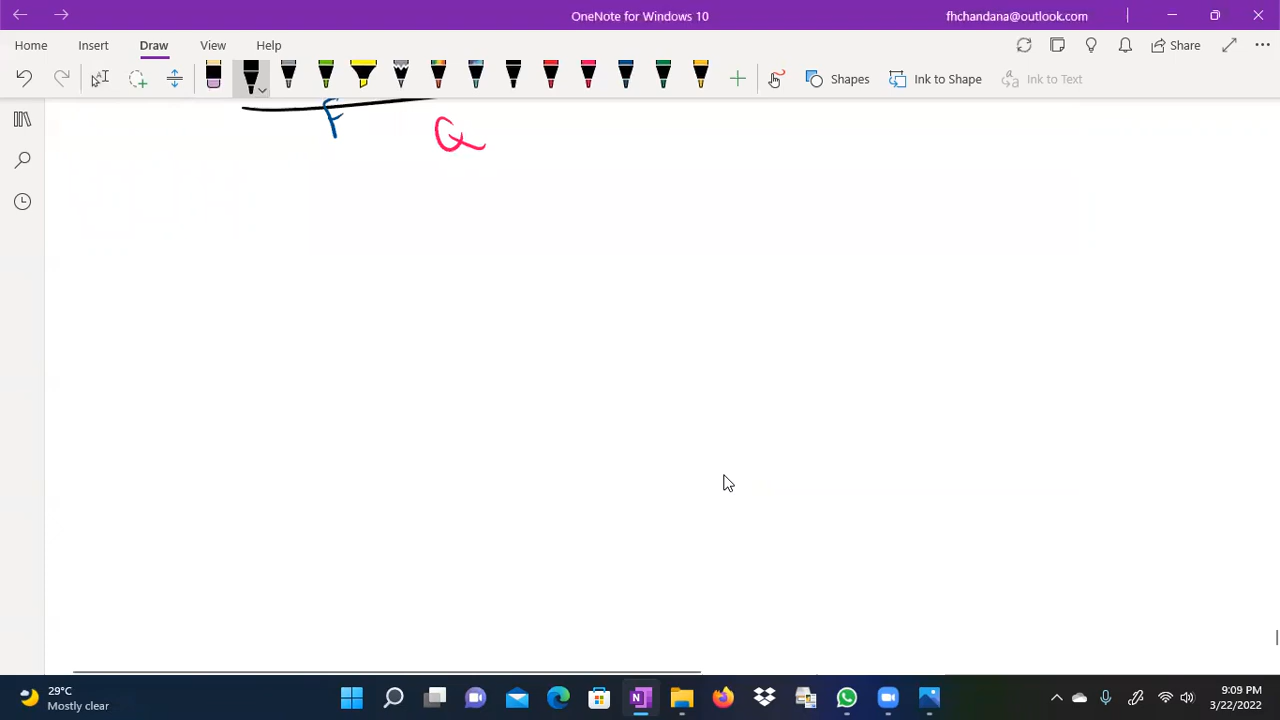 OneNote for Windows 10
fhchandana@outlook.com
Home Insert Draw View Help
Share
Shapes Ink to Shape Ink to Text
F
Q
29°C
Mostly clear
9:09 PM
3/22/2022